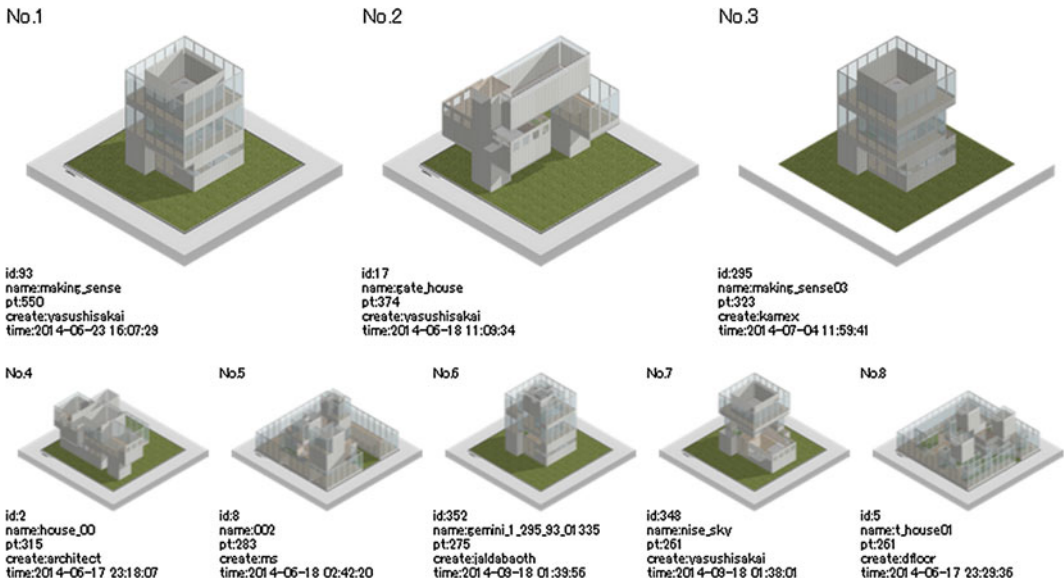 No.1
No.2
No.3
id:93
name:making_sense
pt:550
create:yasushisakai
time:2014-06-23 16:07:29
id:17
name:gate_house
pt:374
create:yasushisakai
time:2014-06-18 11:09:34
id:295
name:making_sense03
pt:323
create:kamex
time:2014-07-04 11:59:41
No.4
No.5
No.6
No.7
No.8
id:2
name:house_00
pt:315
create:architect
time:2014-06-17 23:18:07
id:8
name:002
pt:283
create:ms
time:2014-06-18 02:42:20
id:352
name:gemini_1_295_93_01335
pt:275
create:jaldabaoth
time:2014-09-18 01:39:56
id:348
name:nise_sky
pt:261
create:yasushisakai
time:2014-09-18 01:38:01
id:5
name:t_house01
pt:261
create:dfloor
time:2014-06-17 23:29:36